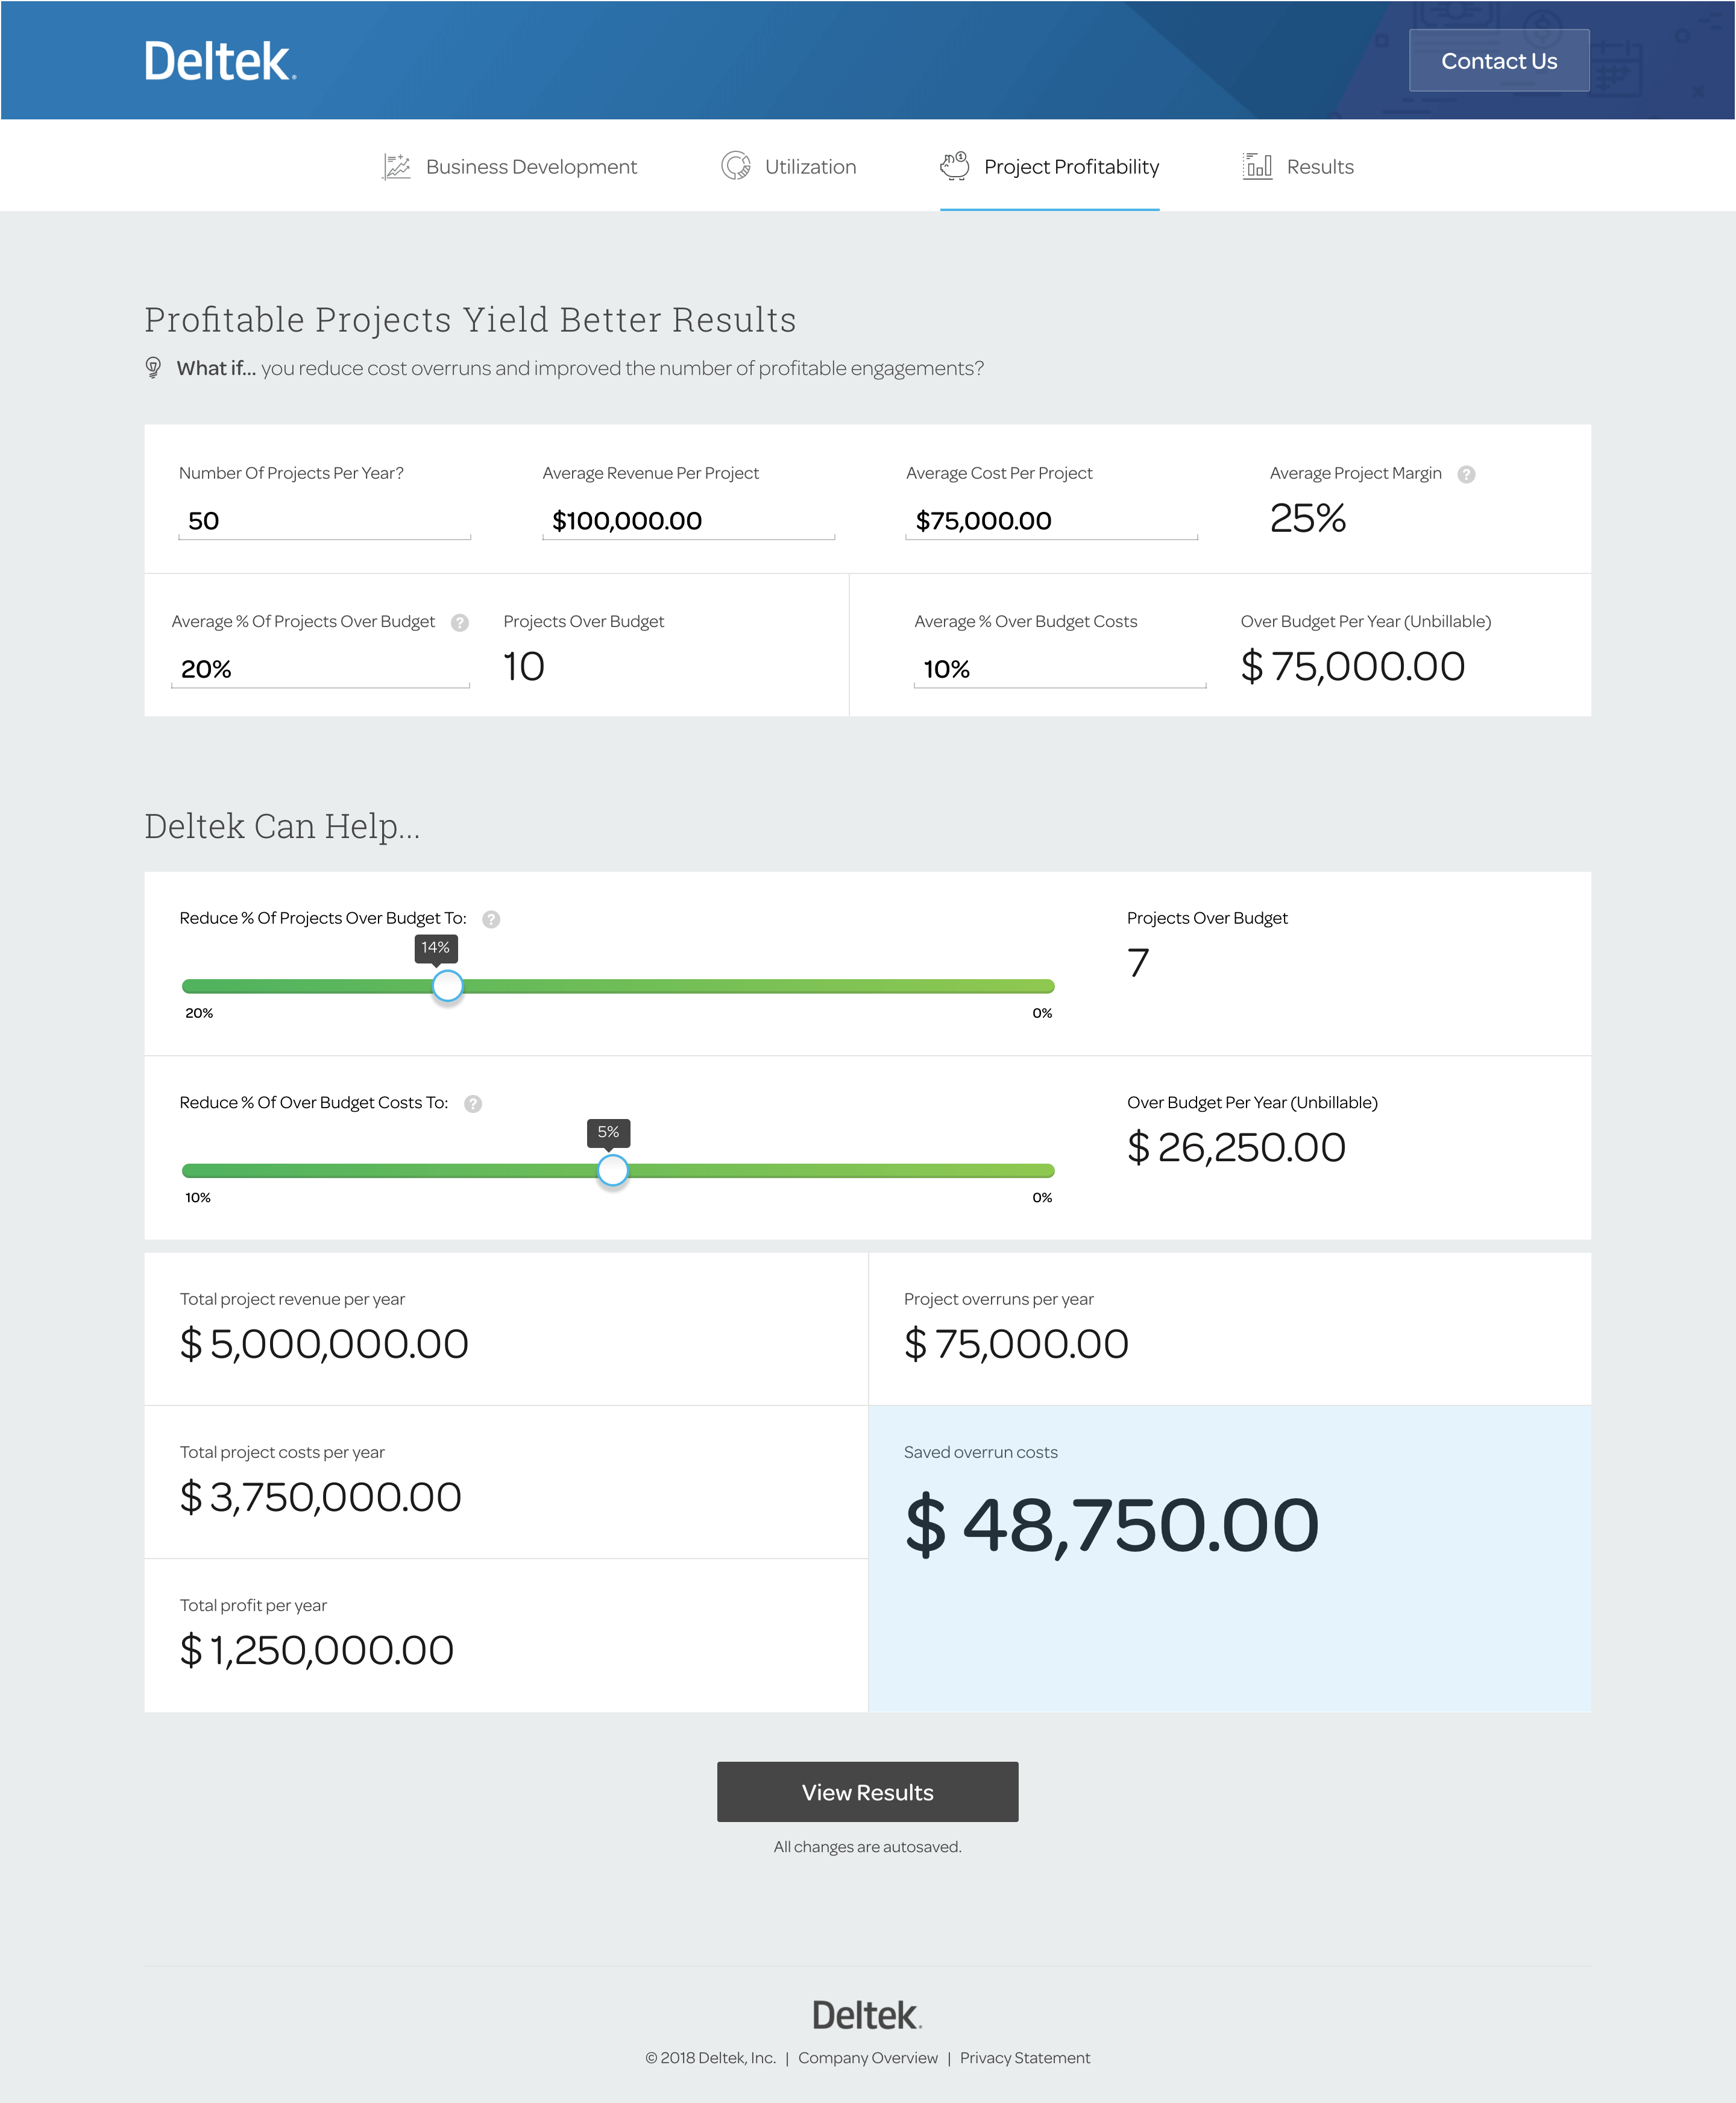 Deltek.
Contact Us
Business Development
Utilization
Project Profitability
Results
Profitable Projects Yield Better Results
What if... you reduce cost overruns and improved the number of profitable engagements?
Number Of Projects Per Year?
Average Revenue Per Project
Average Cost Per Project
Average Project Margin ?
50
$100,000.00
$75,000.00
25%
Average % Of Projects Over Budget ?
Projects Over Budget
Average % Over Budget Costs
Over Budget Per Year (Unbillable)
20%
10
10%
$ 75,000.00
Deltek Can Help...
Reduce % Of Projects Over Budget To: ?
Projects Over Budget
14%
7
20%
0%
Reduce % Of Over Budget Costs To: ?
Over Budget Per Year (Unbillable)
5%
$ 26,250.00
10%
0%
Total project revenue per year
$ 5,000,000.00
Project overruns per year
$ 75,000.00
Total project costs per year
$ 3,750,000.00
Saved overrun costs
$ 48,750.00
Total profit per year
$ 1,250,000.00
View Results
All changes are autosaved.
Deltek.
© 2018 Deltek, Inc. | Company Overview | Privacy Statement